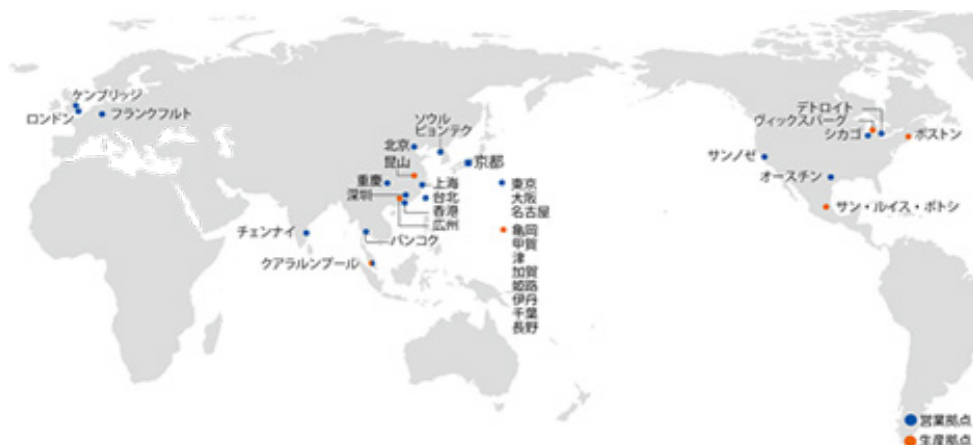 ケンブリッジ
ロンドン
フランクフルト
ソウル
ピョンテク
北京
昆山
京都
重慶
上海
深圳
台北
香港
広州
チェンナイ
バンコク
クアラルンプール
東京
大阪
名古屋
亀岡
甲賀
津
加賀
姫路
伊丹
千葉
長野
デトロイト
ヴィックスバーグ
シカゴ
ボストン
サンノゼ
オースチン
サン・ルイス・ポトシ
営業拠点
生産拠点